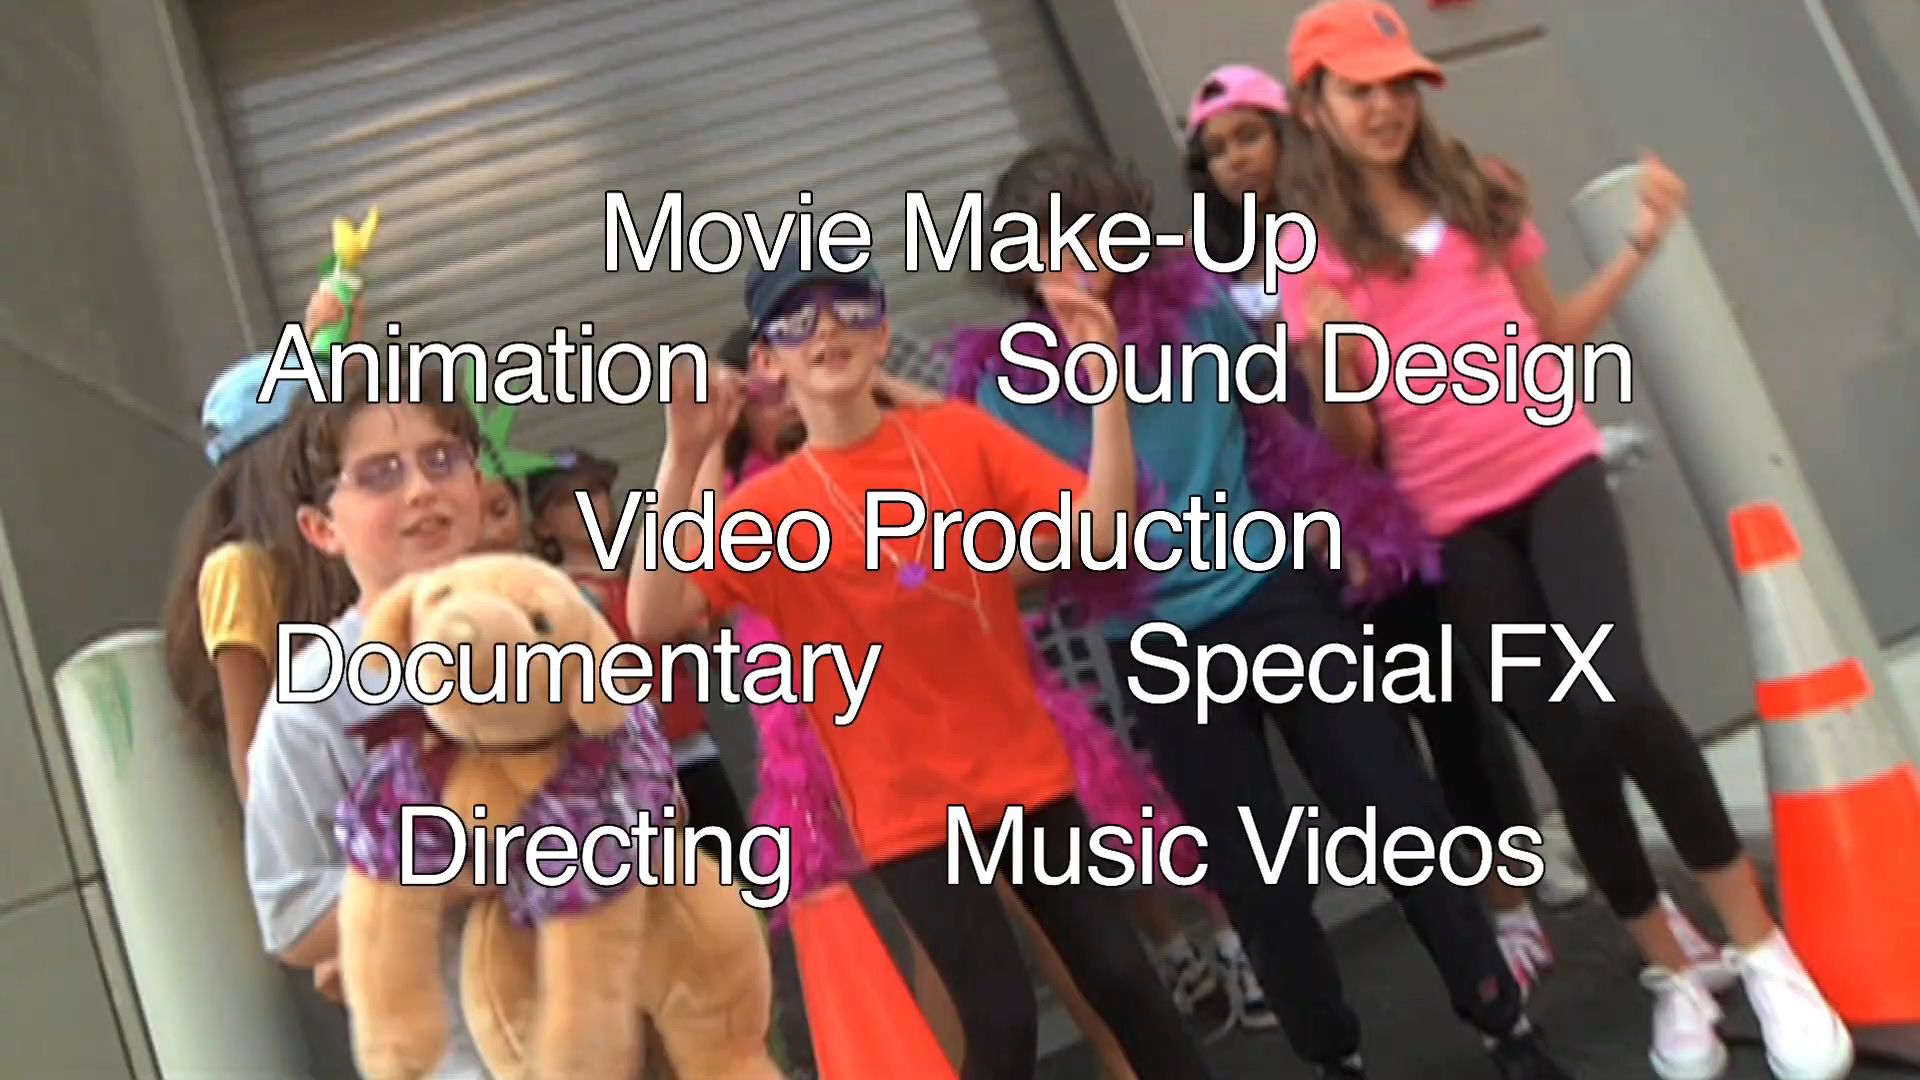 Movie Make-Up
Animation Sound Design
Video Production
Documentary Special FX
Directing Music Videos